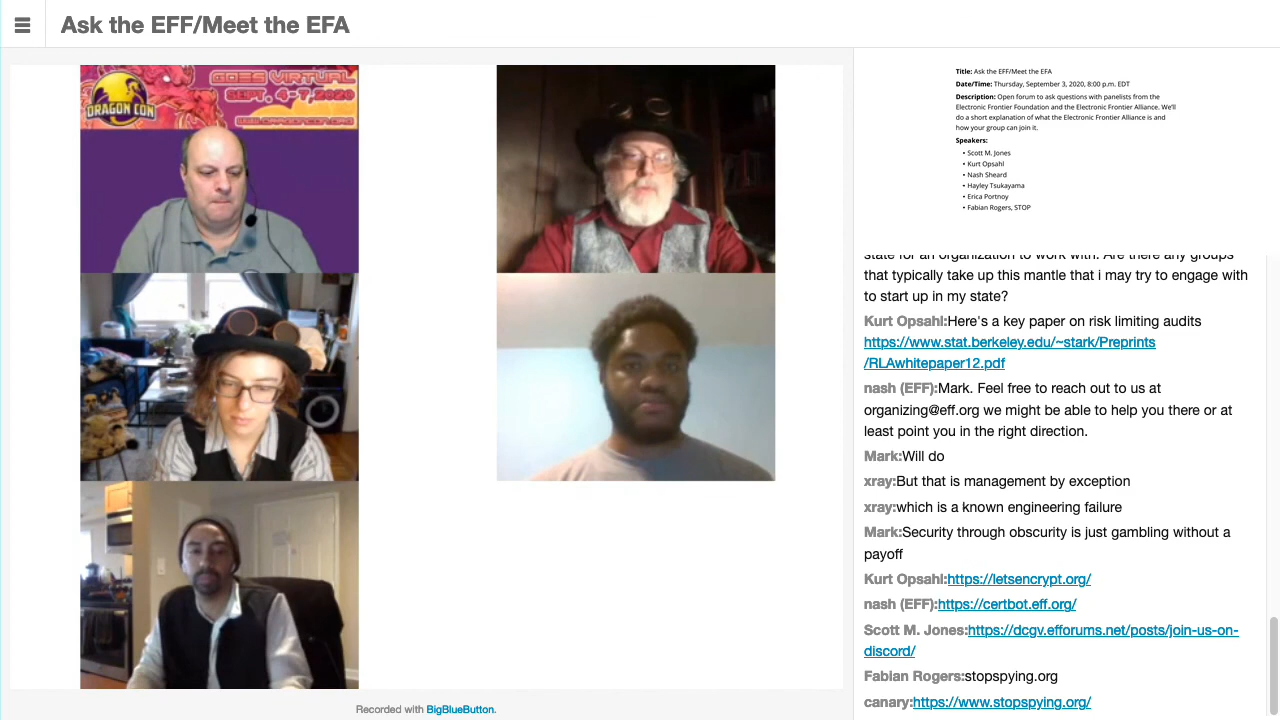 Ask the EFF/Meet the EFA
GOES VIRTUAL
SEPT. 4-7, 2020
DRAGON CON
Title: Ask the EFF/Meet the EFA
Date/Time: Thursday, September 3, 2020, 8:00 p.m. EDT
Description: Open forum to ask questions with panelists from the
Electronic Frontier Foundation and the Electronic Frontier Alliance. We'll
do a short explanation of what the Electronic Frontier Alliance is and
how your group can join it.
Speakers:
• Scott M. Jones
• Kurt Opsahl
• Nash Sheard
• Hayley Tsukayama
• Erica Portnoy
• Fabian Rogers, STOP
state for an organization to work with. Are there any groups
that typically take up this mantle that i may try to engage with
to start up in my state?
Kurt Opsahl:Here's a key paper on risk limiting audits
https://www.stat.berkeley.edu/~stark/Preprints
/RLAwhitepaper12.pdf
nash (EFF):Mark. Feel free to reach out to us at
organizing@eff.org we might be able to help you there or at
least point you in the right direction.
Mark:Will do
xray:But that is management by exception
xray:which is a known engineering failure
Mark:Security through obscurity is just gambling without a
payoff
Kurt Opsahl:https://letsencrypt.org/
nash (EFF):https://certbot.eff.org/
Scott M. Jones:https://dcgv.efforums.net/posts/join-us-on-
discord/
Fabian Rogers:stopspying.org
canary:https://www.stopspying.org/
Recorded with BigBlueButton.